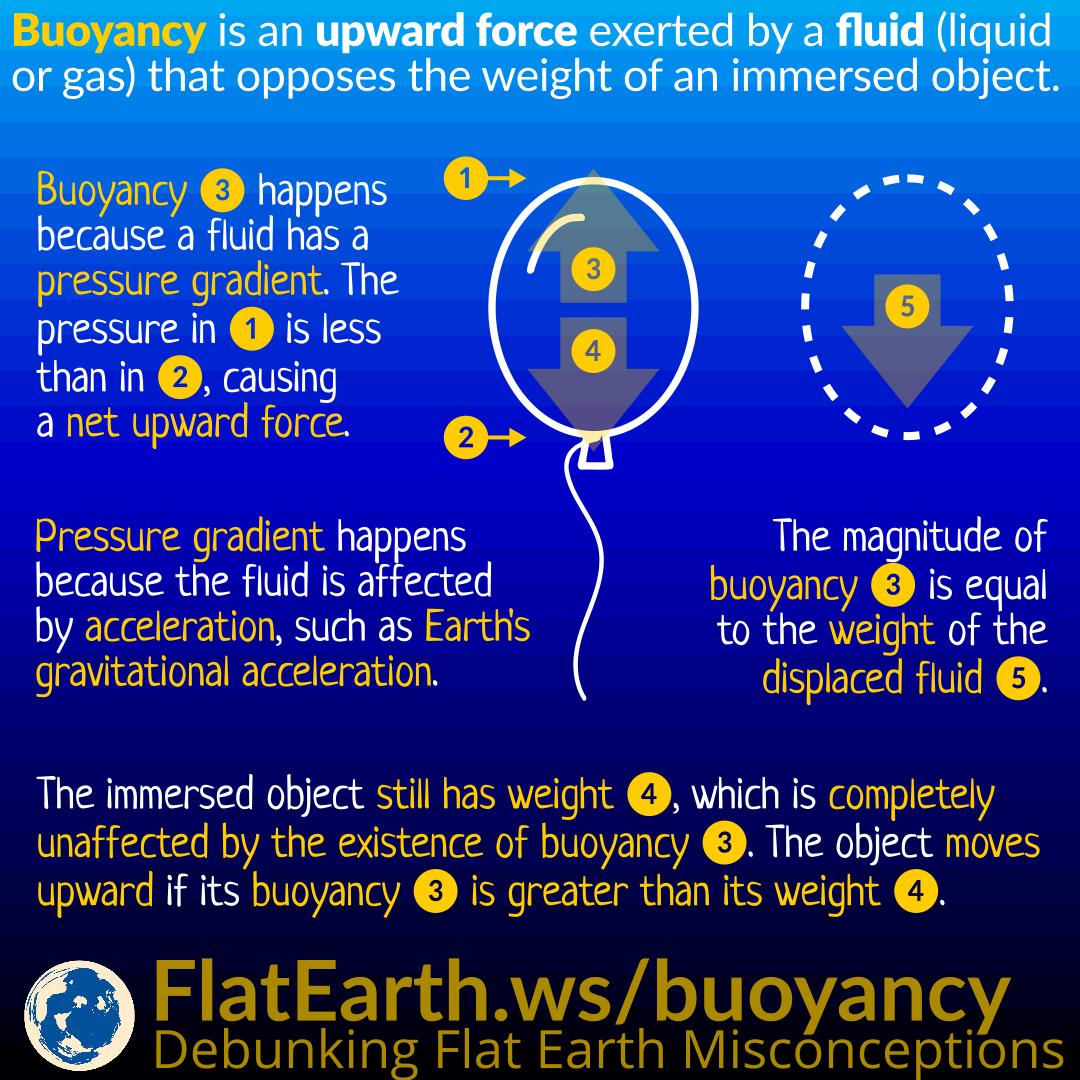 Buoyancy is an upward force exerted by a fluid (liquid
or gas) that opposes the weight of an immersed object.
Buoyancy 3 happens
because a fluid has a
pressure gradient. The
pressure in 1 is less
than in 2, causing
a net upward force.
1
2
3
4
5
Pressure gradient happens
because the fluid is affected
by acceleration, such as Earth's
gravitational acceleration.
The magnitude of
buoyancy 3 is equal
to the weight of the
displaced fluid 5.
The immersed object still has weight 4, which is completely
unaffected by the existence of buoyancy 3. The object moves
upward if its buoyancy 3 is greater than its weight 4.
FlatEarth.ws/buoyancy
Debunking Flat Earth Misconceptions